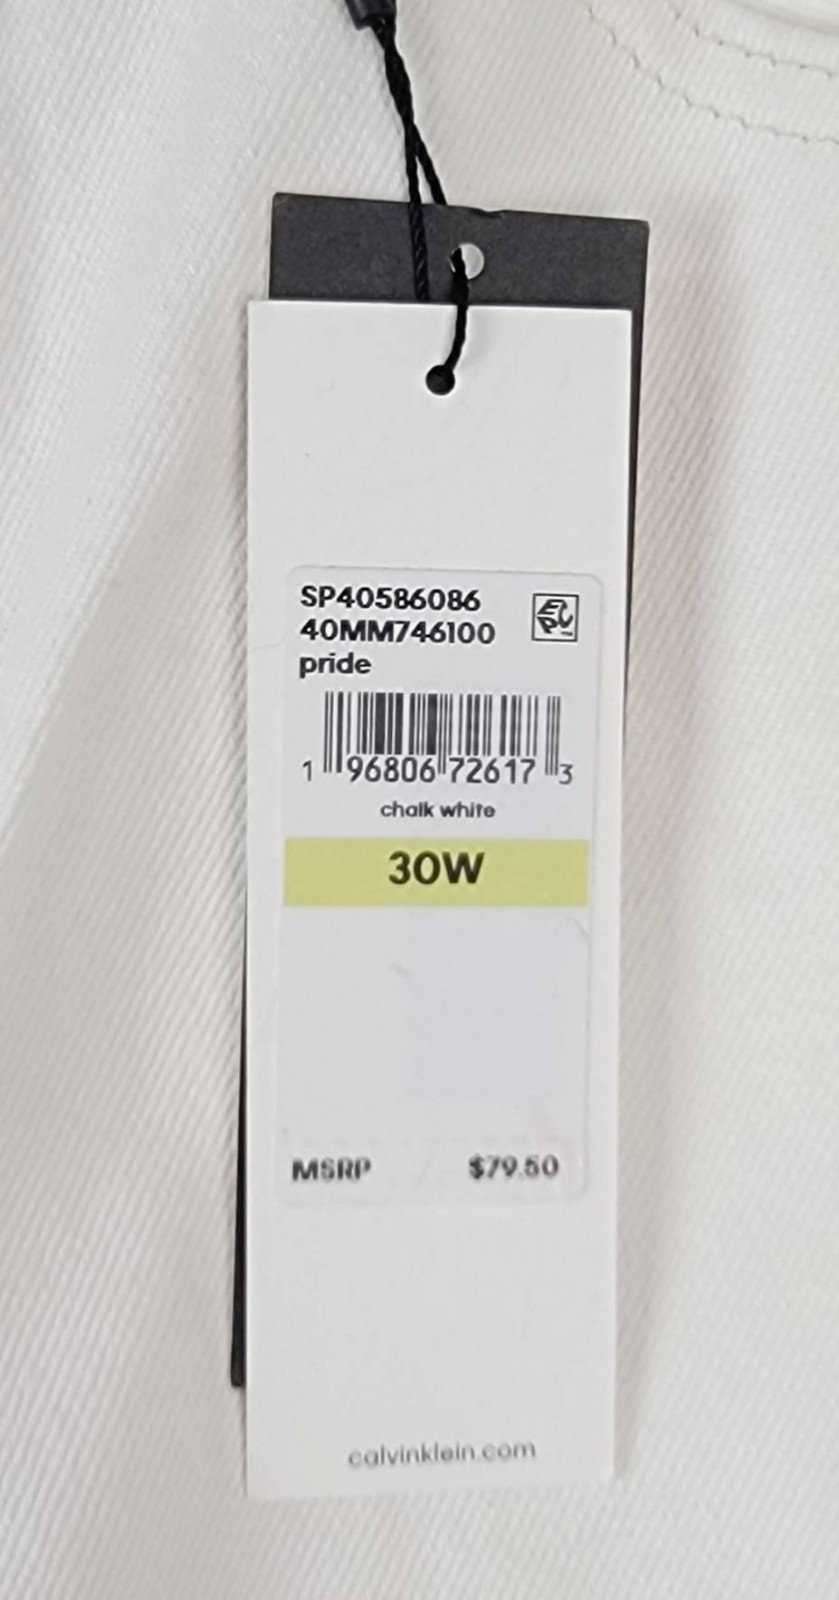 SP40586086
40MM746100
pride
1 96806 72617 3
chalk white
30W
MSRP $79.50
calvinklein.com